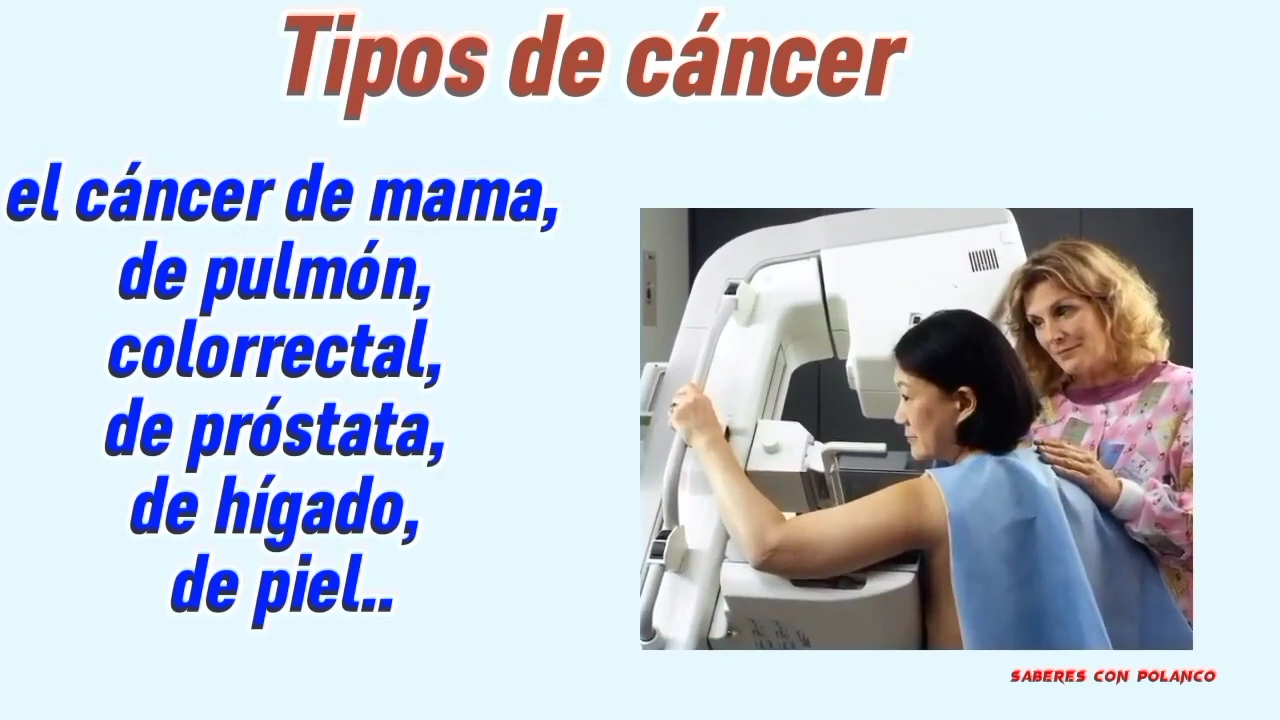 Tipos de cáncer
el cáncer de mama,
de pulmón,
colorrectal,
de próstata,
de hígado,
de piel..
SABERES CON POLANCO